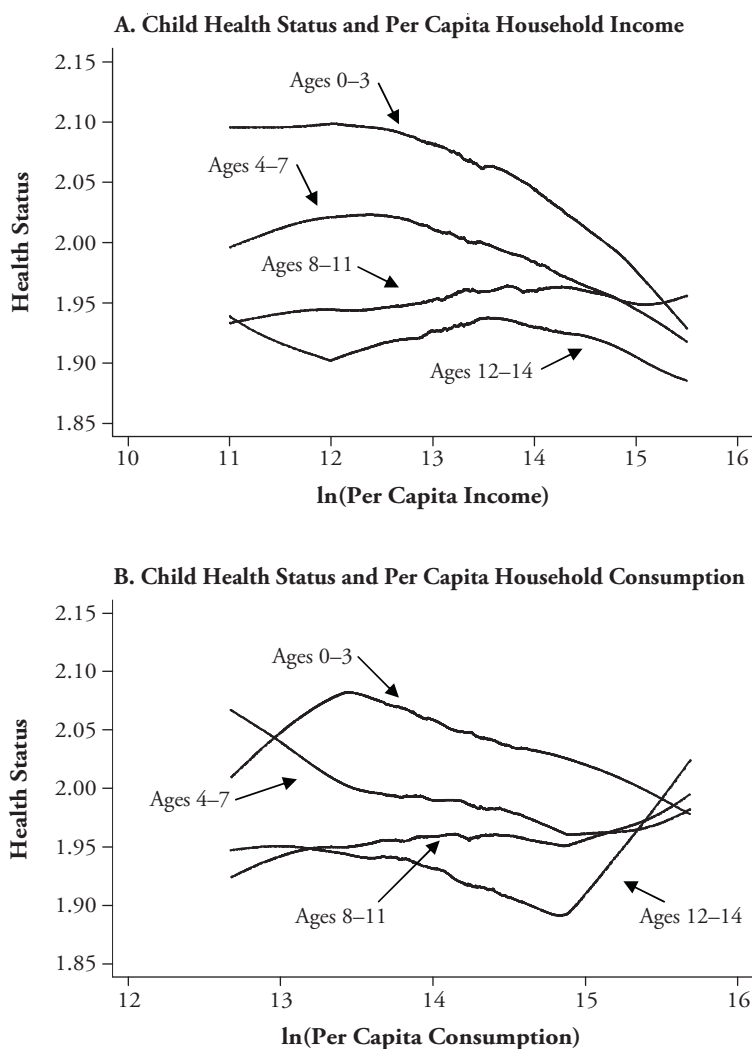 A. Child Health Status and Per Capita Household Income
2.15
Ages 0–3
2.10
Ages 4–7
2.05
Health Status
2.00
Ages 8–11
1.95
1.90
Ages 12–14
1.85
10 11 12 13 14 15 16
ln(Per Capita Income)
B. Child Health Status and Per Capita Household Consumption
2.15
2.10
Ages 0–3
2.05
Health Status
2.00
Ages 4–7
1.95
1.90
Ages 8–11 Ages 12–14
1.85
12 13 14 15 16
ln(Per Capita Consumption)